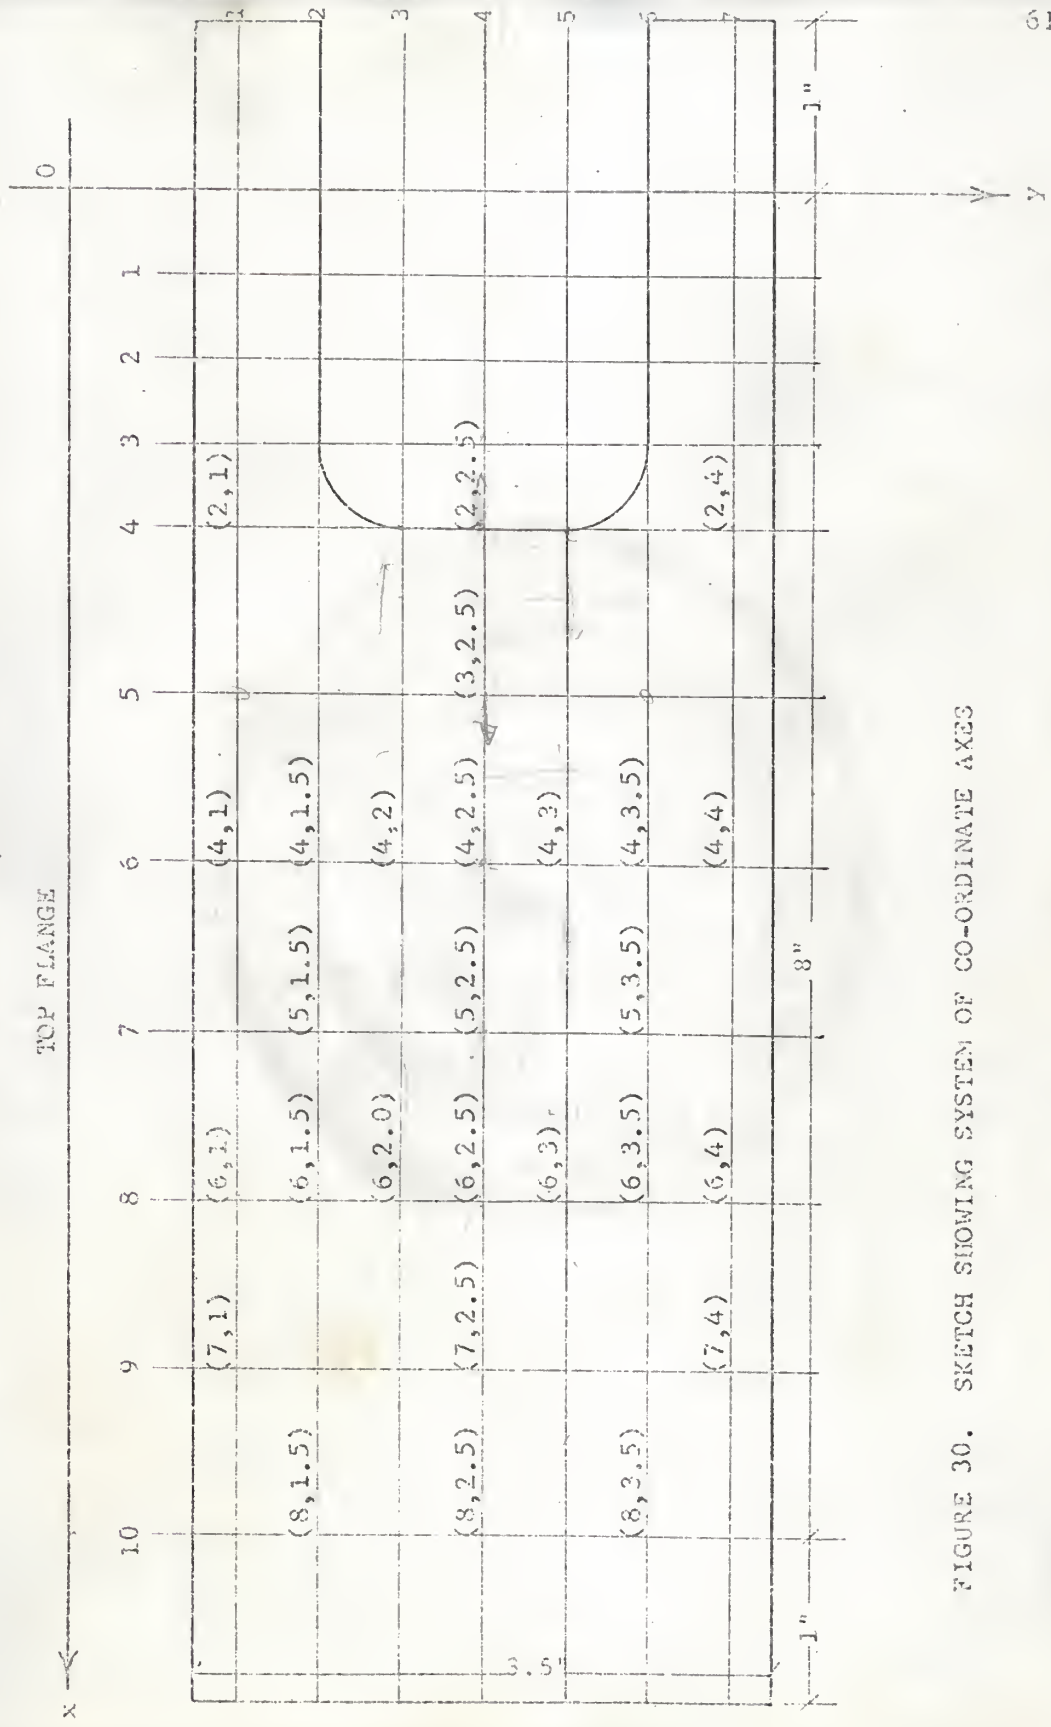 61
TOP FLANGE
x
0
10 9 8 7 6 5 4 3 2 1
1
(7,1) (6,1) (4,1) (2,1)
2
(8,1.5) (6,1.5) (5,1.5) (4,1.5)
3
(6,2.0) (4,2)
4
(8,2.5) (7,2.5) (6,2.5) (5,2.5) (4,2.5) (3,2.5) (2,2.5)
5
(6,3) (4,3)
6
(8,3.5) (6,3.5) (5,3.5) (4,3.5)
7
(7,4) (6,4) (4,4) (2,4)
1" 8" 1"
Y
FIGURE 30. SKETCH SHOWING SYSTEM OF CO-ORDINATE AXES